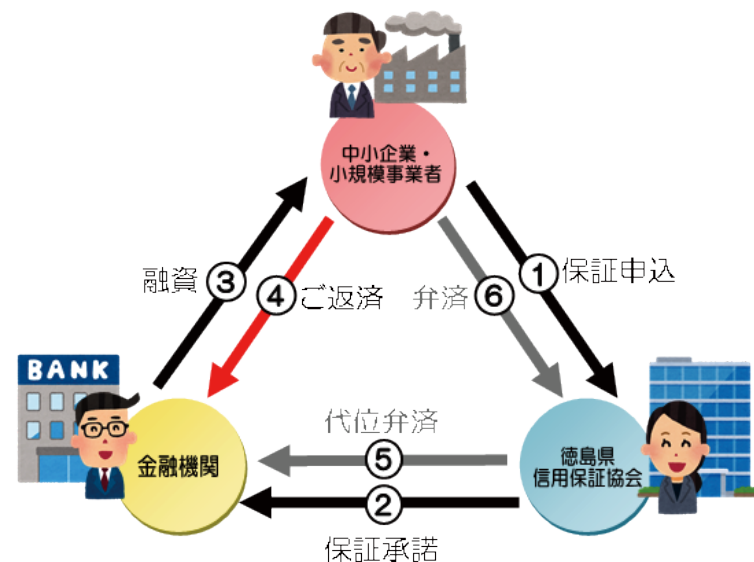 中小企業・
小規模事業者
融資
③
④
ご返済
弁済
⑥
①
保証申込
BANK
金融機関
代位弁済
⑤
②
保証承諾
徳島県
信用保証協会